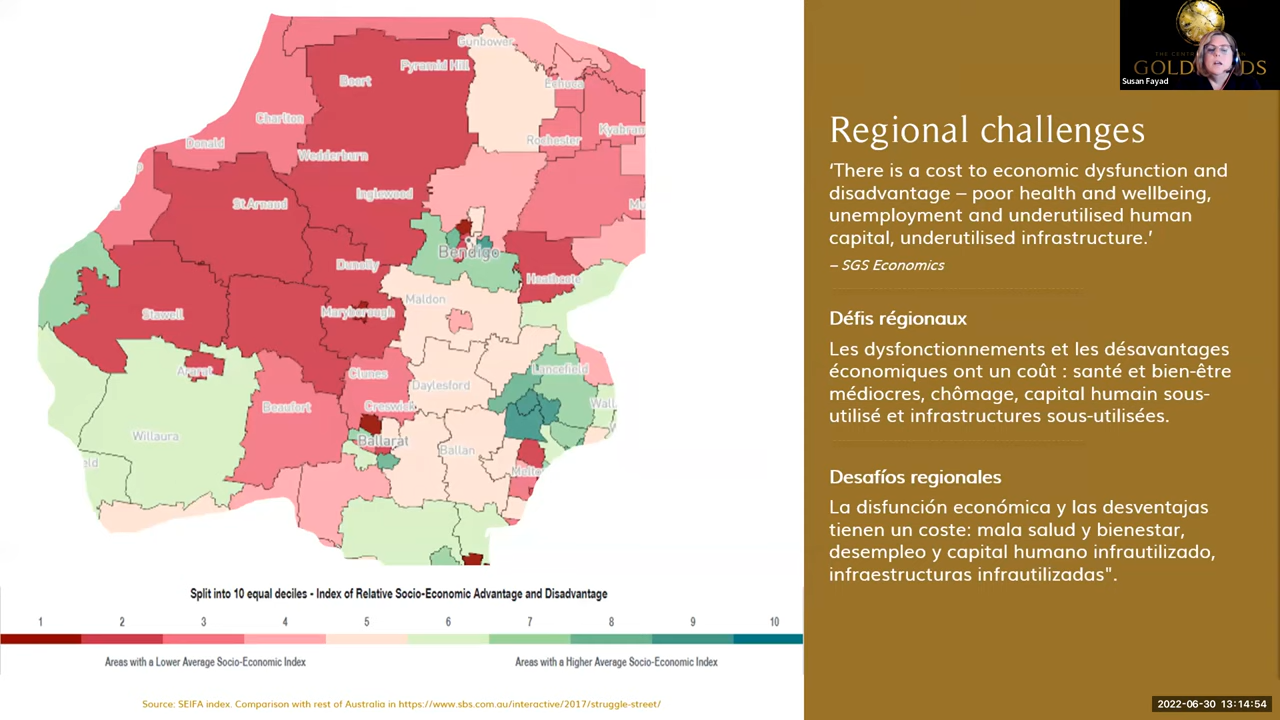 Gunbower
Pyramid Hill
Boort
Echuca
Charlton
Donald
Rochester
Kyabram
Wedderburn
Inglewood
St Arnaud
Bendigo
Dunolly
Heathcote
Maldon
Stawell
Maryborough
Ararat
Clunes
Lancefield
Daylesford
Beaufort
Creswick
Wall
Willaura
Ballarat
Ballan
eld
Melto
Split into 10 equal deciles - Index of Relative Socio-Economic Advantage and Disadvantage
1 2 3 4 5 6 7 8 9 10
Areas with a Lower Average Socio-Economic Index
Areas with a Higher Average Socio-Economic Index
Source: SEIFA index. Comparison with rest of Australia in https://www.sbs.com.au/interactive/2017/struggle-street/
Susan Fayad
Regional challenges
‘There is a cost to economic dysfunction and
disadvantage – poor health and wellbeing,
unemployment and underutilised human
capital, underutilised infrastructure.’
– SGS Economics
Défis régionaux
Les dysfonctionnements et les désavantages
économiques ont un coût : santé et bien-être
médiocres, chômage, capital humain sous-
utilisé et infrastructures sous-utilisées.
Desafíos regionales
La disfunción económica y las desventajas
tienen un coste: mala salud y bienestar,
desempleo y capital humano infrautilizado,
infraestructuras infrautilizadas".
2022-06-30 13:14:54